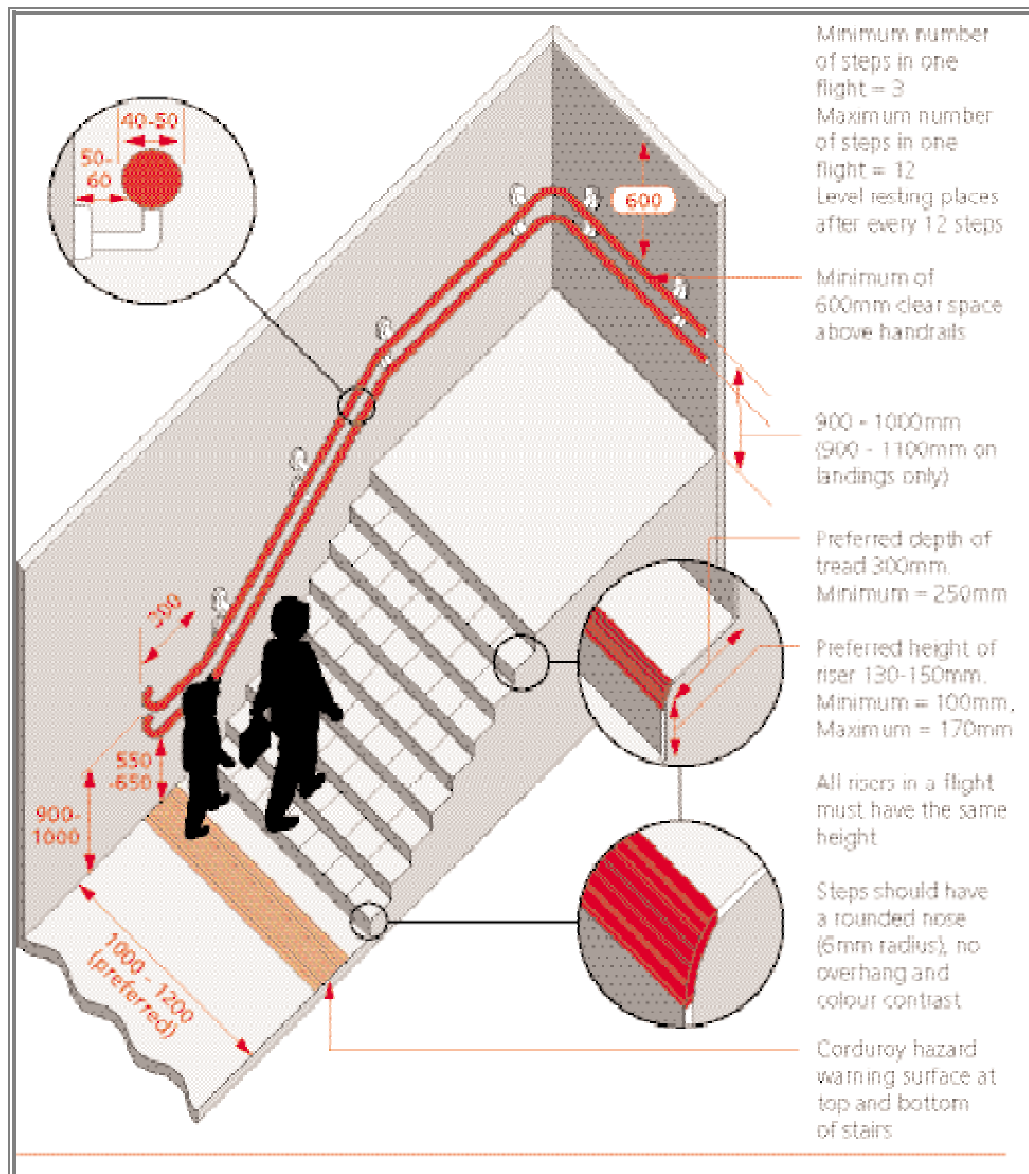 Minimum number
of steps in one
flight = 3
Maximum number
of steps in one
flight = 12
Level resting places
after every 12 steps
40-50
50-
60
600
Minimum of
600mm clear space
above handrails
900 - 1000mm
(900 - 1100mm on
landings only)
Preferred depth of
tread 300mm.
Minimum = 250mm
300
Preferred height of
riser 130-150mm.
Minimum = 100mm,
Maximum = 170mm
550
-650
900-
1000
All risers in a flight
must have the same
height
Steps should have
a rounded nose
(6mm radius), no
overhang and
colour contrast
1000 - 1200
(preferred)
Corduroy hazard
warning surface at
top and bottom
of stairs